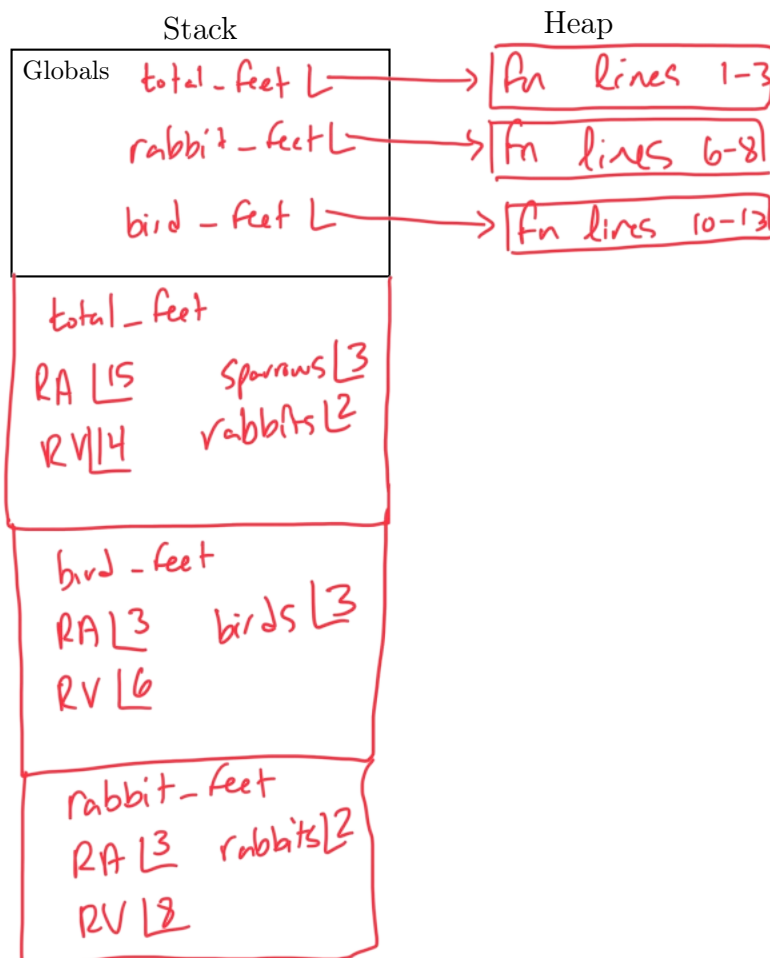 Stack Heap
Globals total_feet fn lines 1-3
rabbit_feet fn lines 6-8
bird_feet fn lines 10-13
total_feet
RA 15 sparrows 3
RV 14 rabbits 2
bird_feet
RA 3 birds 3
RV 6
rabbit_feet
RA 3 rabbits 2
RV 8